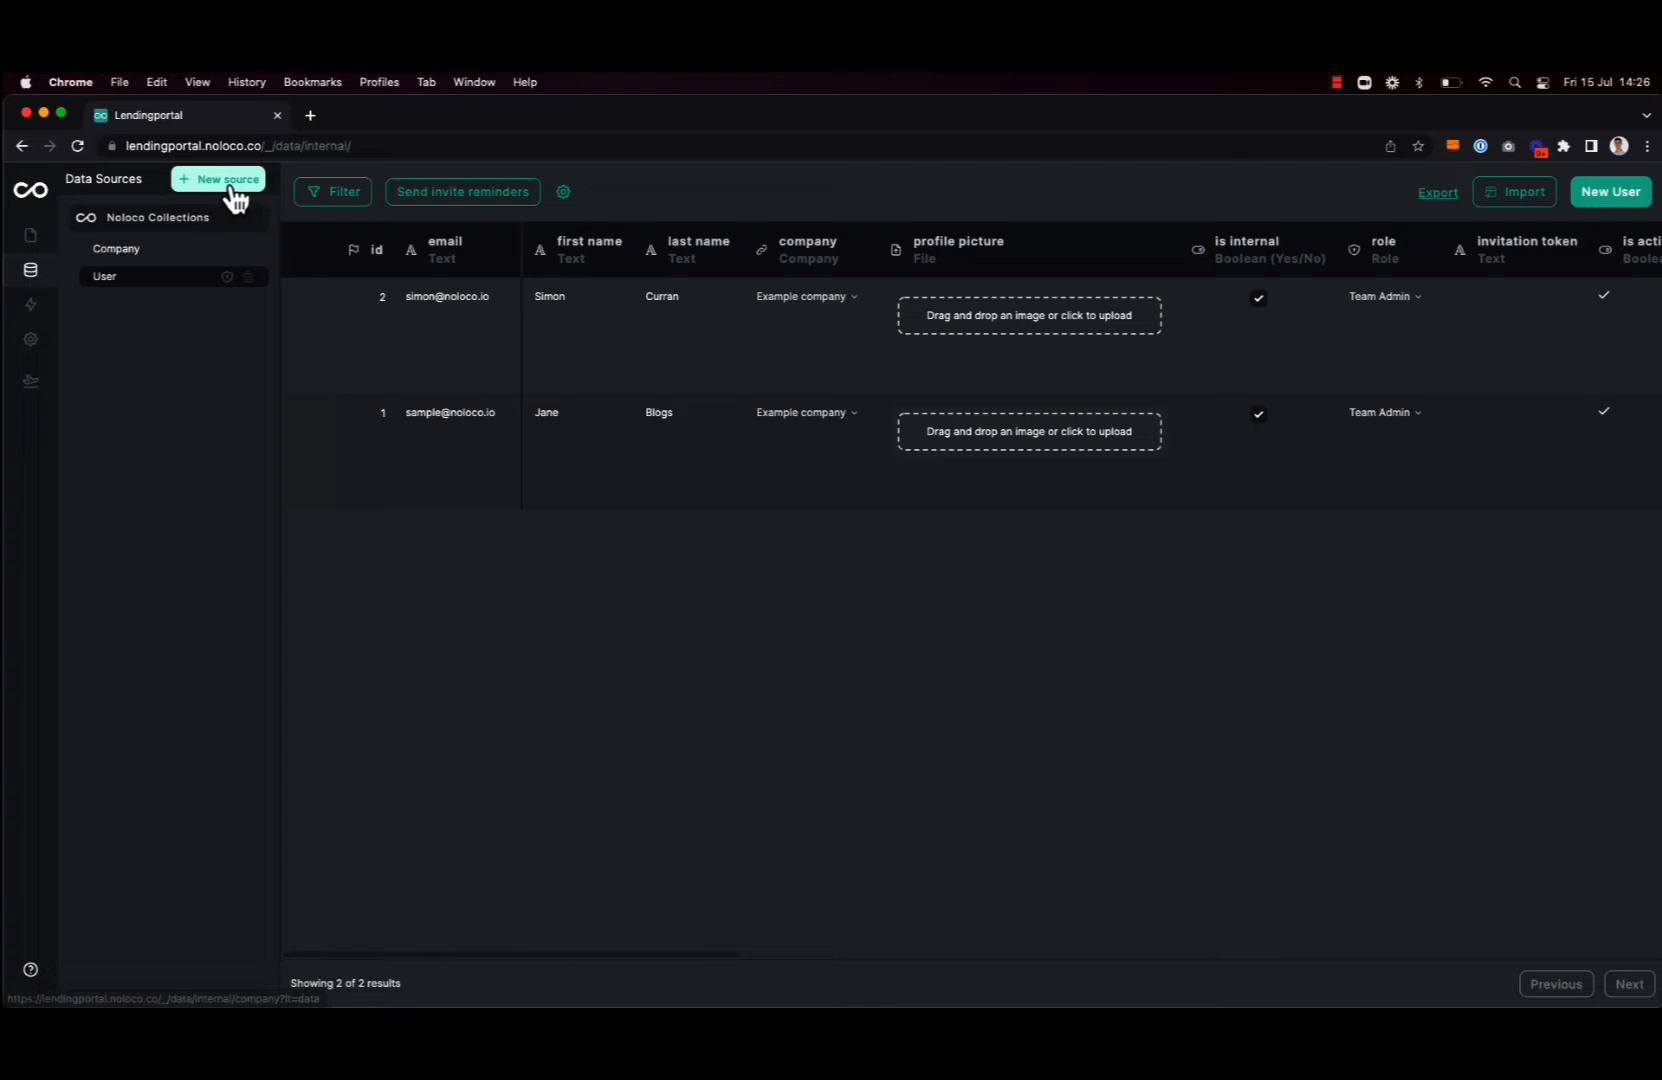 Chrome File Edit View History Bookmarks Profiles Tab Window Help Fri 15 Jul 14:26
Lendingportal
lendingportal.noloco.co/_/data/internal/
Data Sources + New source
Filter Send invite reminders Export Import New User
Noloco Collections
Company
User
id email first name last name company profile picture is internal role invitation token is acti
Text Text Text Company File Boolean (Yes/No) Role Text Boolea
2 simon@noloco.io Simon Curran Example company Team Admin
Drag and drop an image or click to upload
1 sample@noloco.io Jane Blogs Example company Team Admin
Drag and drop an image or click to upload
Showing 2 of 2 results Previous Next
https://lendingportal.noloco.co/_/data/internal/company?lt=data